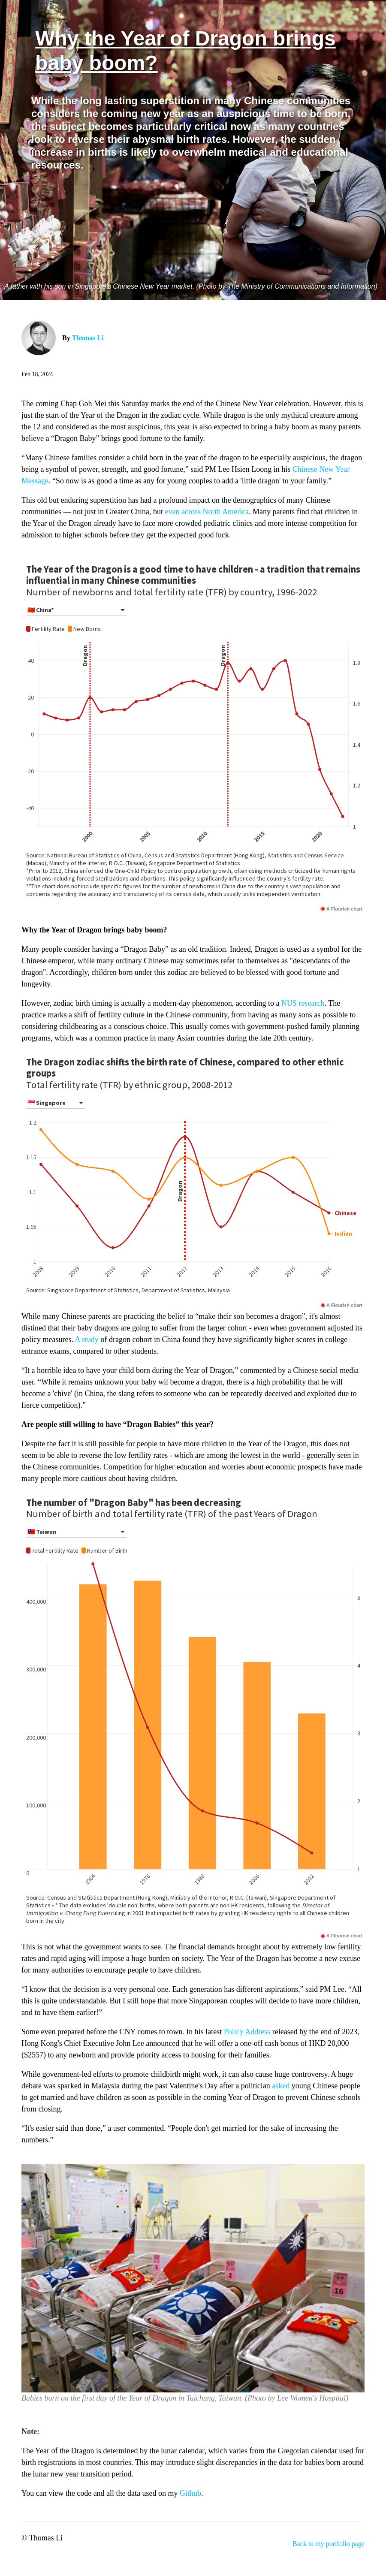 Why the Year of Dragon brings
baby boom?
While the long lasting superstition in many Chinese communities
considers the coming new year as an auspicious time to be born,
the subject becomes particularly critical now as many countries
look to reverse their abysmal birth rates. However, the sudden
increase in births is likely to overwhelm medical and educational
resources.
A father with his son in Singapore's Chinese New Year market. (Photo by The Ministry of Communications and Information)
By Thomas Li
Feb 18, 2024
The coming Chap Goh Mei this Saturday marks the end of the Chinese New Year celebration. However, this is
just the start of the Year of the Dragon in the zodiac cycle. While dragon is the only mythical creature among
the 12 and considered as the most auspicious, this year is also expected to bring a baby boom as many parents
believe a “Dragon Baby” brings good fortune to the family.
“Many Chinese families consider a child born in the year of the dragon to be especially auspicious, the dragon
being a symbol of power, strength, and good fortune,” said PM Lee Hsien Long in his Chinese New Year
Message. “So now is as good a time as any for young couples to add a 'little dragon' to your family.”
This old but enduring superstition has had a profound impact on the demographics of many Chinese
communities — not just in Greater China, but even across North America. Many parents find that children in
the Year of the Dragon already have to face more crowded pediatric clinics and more intense competition for
admission to higher schools before they get the expected good luck.
The Year of the Dragon is a good time to have children - a tradition that remains
influential in many Chinese communities
Number of newborns and total fertility rate (TFR) by country, 1996-2022
🇨🇳 China*
Fertility Rate New Borns
Dragon Dragon
40 1.8
20 1.6
0 1.4
-20 1.2
-40 1
2000 2005 2010 2015 2020
Source: National Bureau of Statistics of China, Census and Statistics Department (Hong Kong), Statistics and Census Service
(Macao), Ministry of the Interior, R.O.C. (Taiwan), Singapore Department of Statistics
*Prior to 2012, China enforced the One-Child Policy to control population growth, often using methods criticized for human rights
violations including forced sterilisations and abortions. This policy rate significantly influenced the country's fertility rate.
**The chart does not include specific figures for the number of newborns in China due to the country's vast population and
concerns regarding the accuracy and transparency of its census data, which usually lacks independent verification.
A Flourish chart
Why the Year of Dragon brings baby boom?
Many people consider having a “Dragon Baby” as an old tradition. Indeed, Dragon is used as a symbol for the
Chinese emperor, while many ordinary Chinese may sometimes refer to themselves as "descendants of the
dragon". Accordingly, children born under this zodiac are believed to be blessed with good fortune and
longevity.
However, zodiac birth timing is actually a modern-day phenomenon, according to a NUS research. The
practice marks a shift of fertility culture in the Chinese community, from having as many sons as possible to
considering childbearing as a conscious choice. This usually comes with government-pushed family planning
programs, which was a common practice in many Asian countries during the late 20th century.
The Dragon zodiac shifts the birth rate of Chinese, compared to other ethnic
groups
Total fertility rate (TFR) by ethnic group, 2008-2012
🇸🇬 Singapore
1.2
1.15
1.1
1.05
1
Dragon
Chinese
Indian
2008 2009 2010 2011 2012 2013 2014 2015 2016
Source: Singapore Department of Statistics, Department of Statistics, Malaysia
A Flourish chart
While many Chinese parents are practicing the belief to “make their son becomes a dragon”, it's almost
distined that their baby dragons are going to suffer from the larger cohort - even when government adjusted its
policy measures. A study of dragon cohort in China found they have significantly higher scores in college
entrance exams, compared to other students.
“It a horrible idea to have your child born during the Year of Dragon,” commented by a Chinese social media
user. “While it remains unknown your baby wil become a dragon, there is a high probability that he will
become a 'chive' (in China, the slang refers to someone who can be repeatedly deceived and exploited due to
fierce competition).”
Are people still willing to have “Dragon Babies” this year?
Despite the fact it is still possible for people to have more children in the Year of the Dragon, this does not
seem to be able to reverse the low fertility rates - which are among the lowest in the world - generally seen in
the Chinese communities. Competition for higher education and worries about economic prospects have made
many people more cautious about having children.
The number of "Dragon Baby" has been decreasing
Number of birth and total fertility rate (TFR) of the past Years of Dragon
🇹🇼 Taiwan
Total Fertility Rate Number of Birth
400,000 5
300,000 4
200,000 3
100,000 2
0 1
1964 1976 1988 2000 2012
Source: Census and Statistics Department (Hong Kong), Ministry of the Interior, R.O.C. (Taiwan), Singapore Department of
Statistics • * The data excludes 'double non' births, where both parents are non-HK residents, following the Director of
Immigration v. Chong Fung Yuen ruling in 2001 that impacted birth rates by granting HK residency rights to all Chinese children
born in the city.
A Flourish chart
This is not what the government wants to see. The financial demands brought about by extremely low fertility
rates and rapid aging will impose a huge burden on society. The Year of the Dragon has become a new excuse
for many authorities to encourage people to have children.
“I know that the decision is a very personal one. Each generation has different aspirations,” said PM Lee. “All
this is quite understandable. But I still hope that more Singaporean couples will decide to have more children,
and to have them earlier!”
Some even prepared before the CNY comes to town. In his latest Policy Address released by the end of 2023,
Hong Kong's Chief Executive John Lee announced that he will offer a one-off cash bonus of HKD 20,000
($2557) to any newborn and provide priority access to housing for their families.
While government-led efforts to promote childbirth might work, it can also cause huge controversy. A huge
debate was sparked in Malaysia during the past Valentine's Day after a politician asked young Chinese people
to get married and have children as soon as possible in the coming Year of Dragon to prevent Chinese schools
from closing.
“It's easier said than done,” a user commented. “People don't get married for the sake of increasing the
numbers.”
2
16
Babies born on the first day of the Year of Dragon in Taichung, Taiwan. (Photo by Lee Women's Hospital)
Note:
The Year of the Dragon is determined by the lunar calendar, which varies from the Gregorian calendar used for
birth registrations in most countries. This may introduce slight discrepancies in the data for babies born around
the lunar new year transition period.
You can view the code and all the data used on my Github.
© Thomas Li
Back to my portfolio page